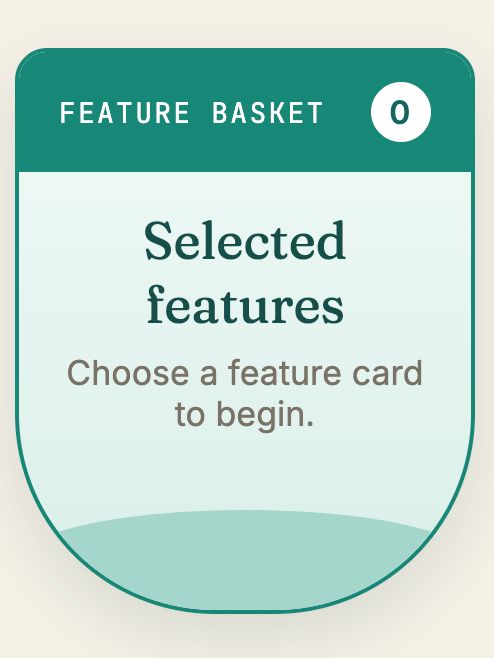 FEATURE BASKET 0
Selected
features
Choose a feature card
to begin.